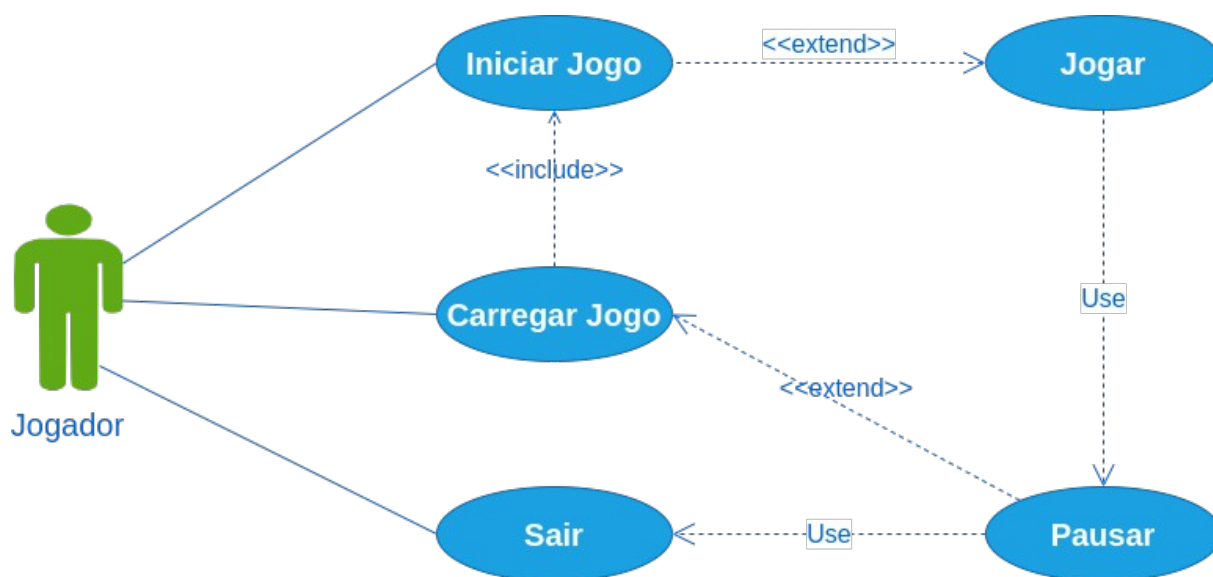 Iniciar Jogo
<<extend>>
Jogar
<<include>>
Use
Carregar Jogo
<<extend>>
Jogador
Sair
Use
Pausar